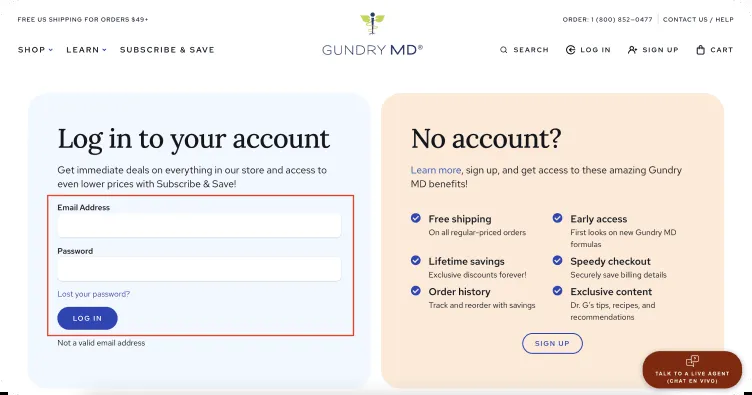 FREE US SHIPPING FOR ORDERS $49+
ORDER: 1 (800) 852-0477 CONTACT US / HELP
SHOP LEARN SUBSCRIBE & SAVE
GUNDRY MD®
SEARCH LOG IN SIGN UP CART
Log in to your account
Get immediate deals on everything in our store and access to
even lower prices with Subscribe & Save!
Email Address
Password
Lost your password?
LOG IN
Not a valid email address
No account?
Learn more, sign up, and get access to these amazing Gundry
MD benefits!
Free shipping
On all regular-priced orders
Early access
First looks on new Gundry MD
formulas
Lifetime savings
Exclusive discounts forever!
Speedy checkout
Securely save billing details
Order history
Track and reorder with savings
Exclusive content
Dr. G's tips, recipes, and
recommendations
SIGN UP
TALK TO A LIVE AGENT
(CHAT EN VIVO)